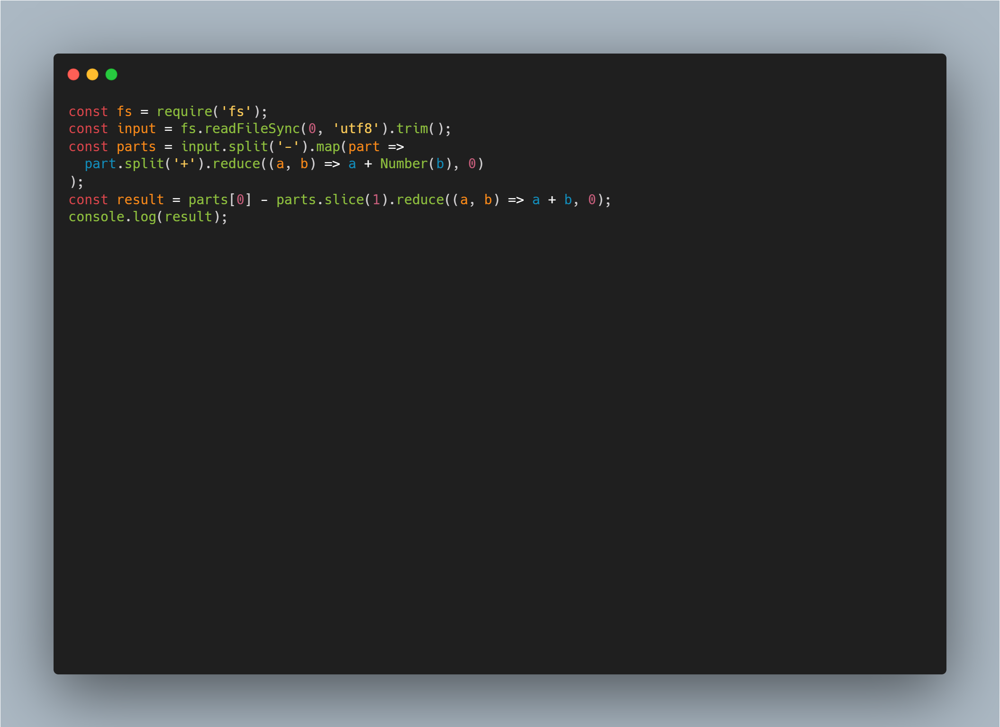 const fs = require('fs');
const input = fs.readFileSync(0, 'utf8').trim();
const parts = input.split('-').map(part =>
  part.split('+').reduce((a, b) => a + Number(b), 0)
);
const result = parts[0] - parts.slice(1).reduce((a, b) => a + b, 0);
console.log(result);